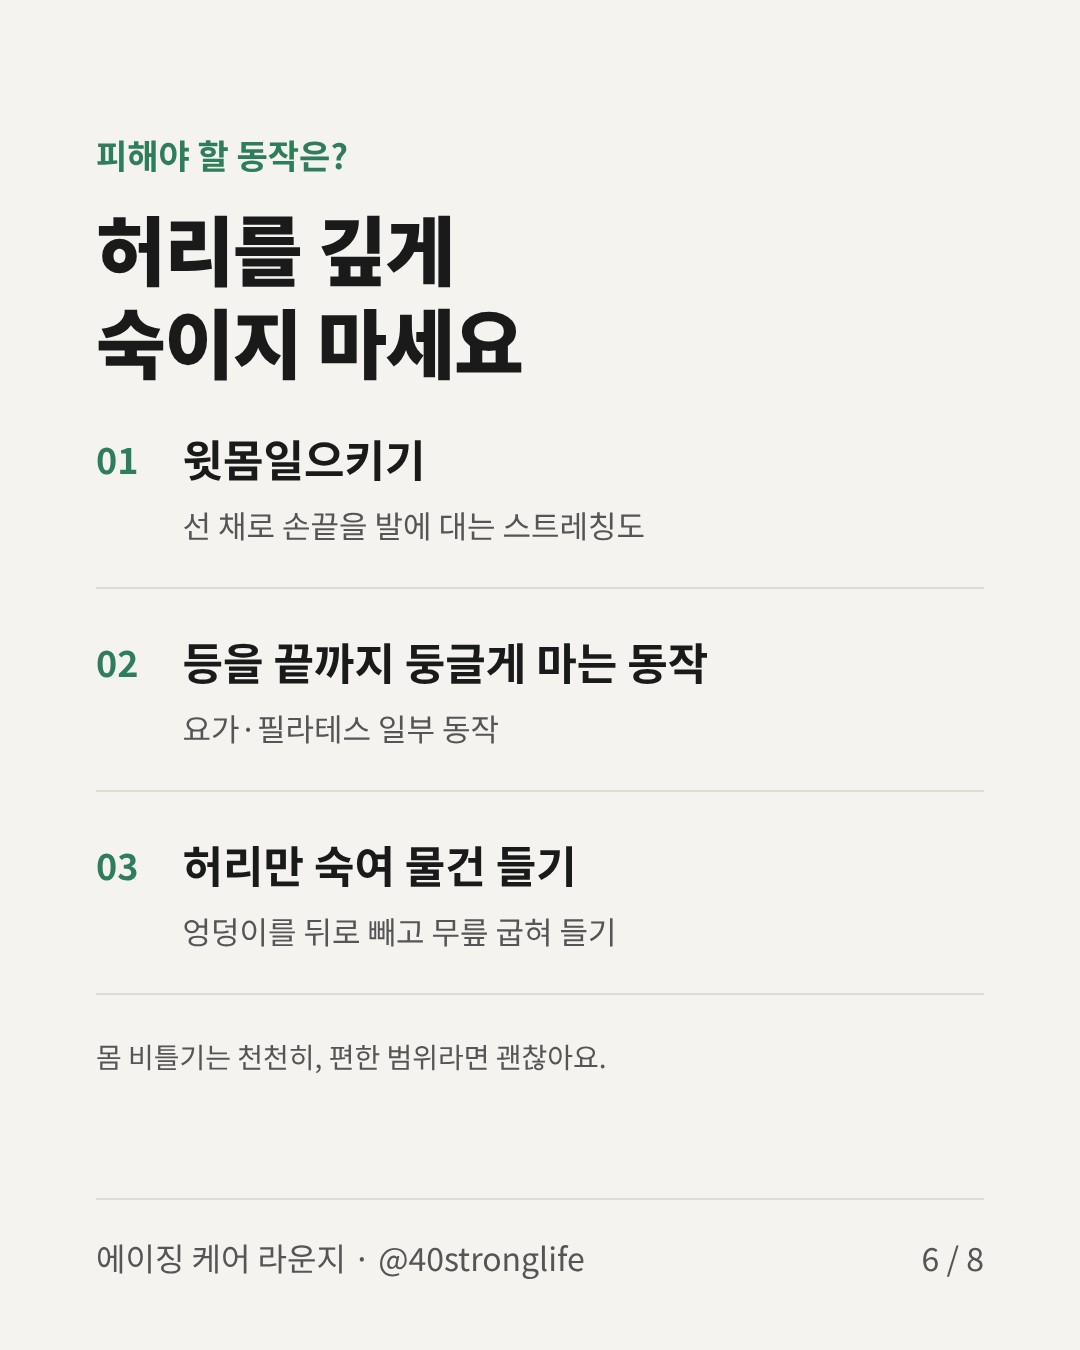 피해야 할 동작은?
허리를 깊게
숙이지 마세요
01 윗몸일으키기
선 채로 손끝을 발에 대는 스트레칭도
02 등을 끝까지 둥글게 마는 동작
요가·필라테스 일부 동작
03 허리만 숙여 물건 들기
엉덩이를 뒤로 빼고 무릎 굽혀 들기
몸 비틀기는 천천히, 편한 범위라면 괜찮아요.
에이징 케어 라운지 · @40stronglife
6 / 8